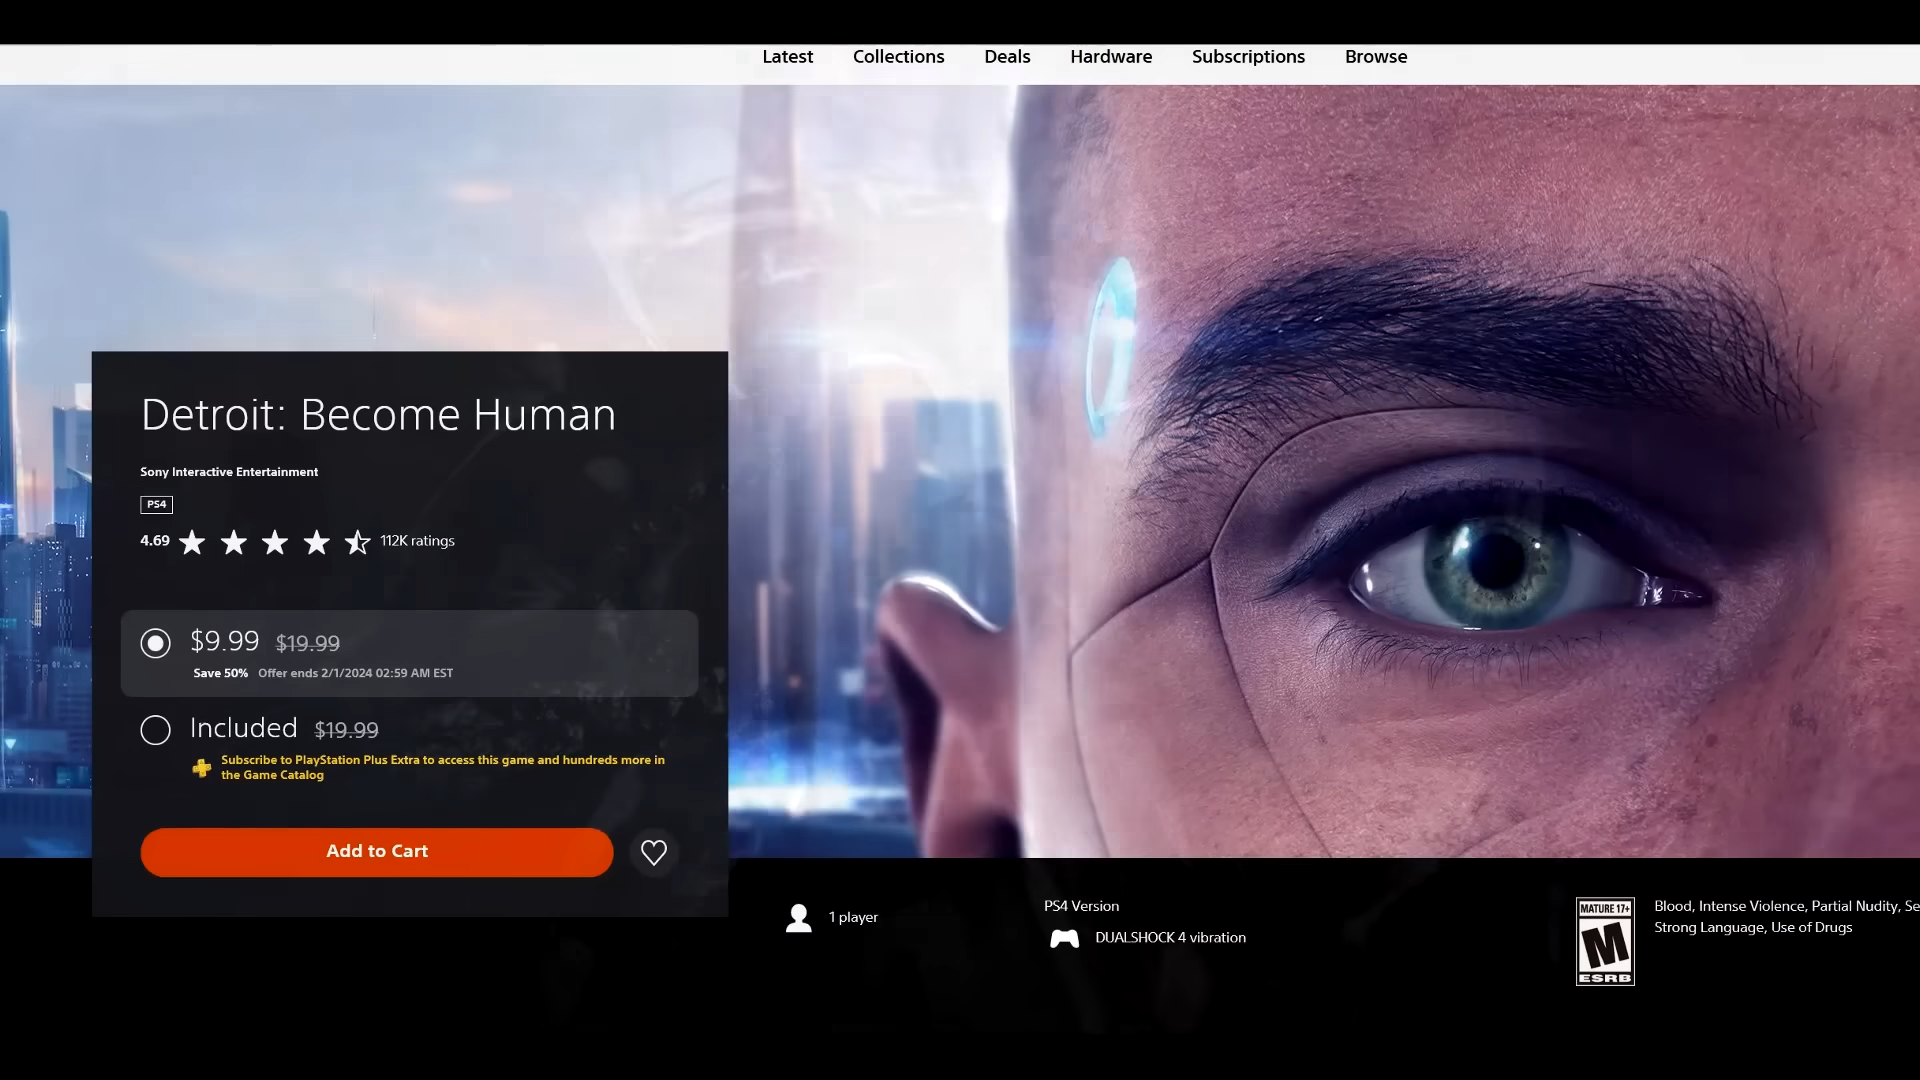 Latest Collections Deals Hardware Subscriptions Browse
Detroit: Become Human
Sony Interactive Entertainment
PS4
4.69 112K ratings
$9.99 $19.99
Save 50% Offer ends 2/1/2024 02:59 AM EST
Included $19.99
Subscribe to PlayStation Plus Extra to access this game and hundreds more in
the Game Catalog
Add to Cart
1 player
PS4 Version
DUALSHOCK 4 vibration
MATURE 17+
M
ESRB
Blood, Intense Violence, Partial Nudity, Se
Strong Language, Use of Drugs